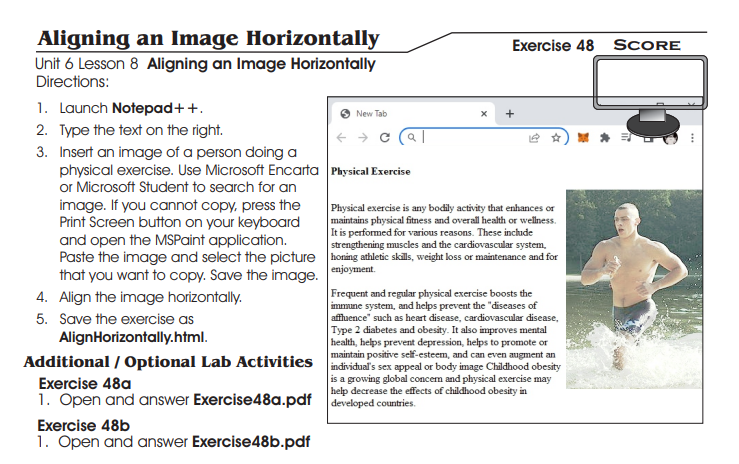 Aligning an Image Horizontally
Exercise 48 SCORE
Unit 6 Lesson 8 Aligning an Image Horizontally
Directions:
1. Launch Notepad++.
2. Type the text on the right.
3. Insert an image of a person doing a
physical exercise. Use Microsoft Encarta
or Microsoft Student to search for an
image. If you cannot copy, press the
Print Screen button on your keyboard
and open the MSPaint application.
Paste the image and select the picture
that you want to copy. Save the image.
4. Align the image horizontally.
5. Save the exercise as
AlignHorizontally.html.
Additional / Optional Lab Activities
Exercise 48a
1. Open and answer Exercise48a.pdf
Exercise 48b
1. Open and answer Exercise48b.pdf
New Tab
Physical Exercise
Physical exercise is any bodily activity that enhances or
maintains physical fitness and overall health or wellness.
It is performed for various reasons. These include
strengthening muscles and the cardiovascular system,
honing athletic skills, weight loss or maintenance and for
enjoyment.
Frequent and regular physical exercise boosts the
immune system, and helps prevent the "diseases of
affluence" such as heart disease, cardiovascular disease,
Type 2 diabetes and obesity. It also improves mental
health, helps prevent depression, helps to promote or
maintain positive self-esteem, and can even augment an
individual's sex appeal or body image Childhood obesity
is a growing global concern and physical exercise may
help decrease the effects of childhood obesity in
developed countries.